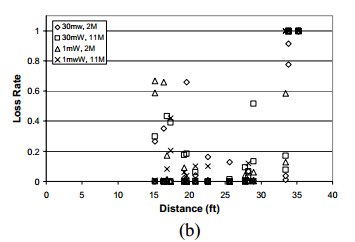 30mw, 2M
30mW, 11M
1mW, 2M
1mwW, 11M
1
0.8
0.6
0.4
0.2
0
Loss Rate
0 5 10 15 20 25 30 35 40
Distance (ft)
(b)